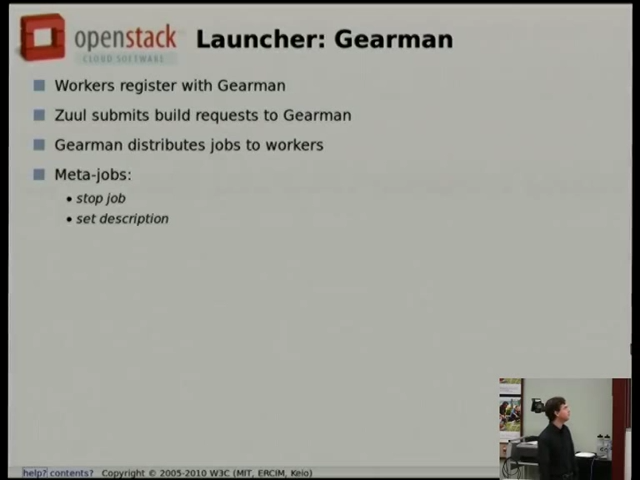 openstack
CLOUD SOFTWARE
Launcher: Gearman
Workers register with Gearman
Zuul submits build requests to Gearman
Gearman distributes jobs to workers
Meta-jobs:
• stop job
• set description
help? contents? Copyright © 2005-2010 W3C (MIT, ERCIM, Keio)